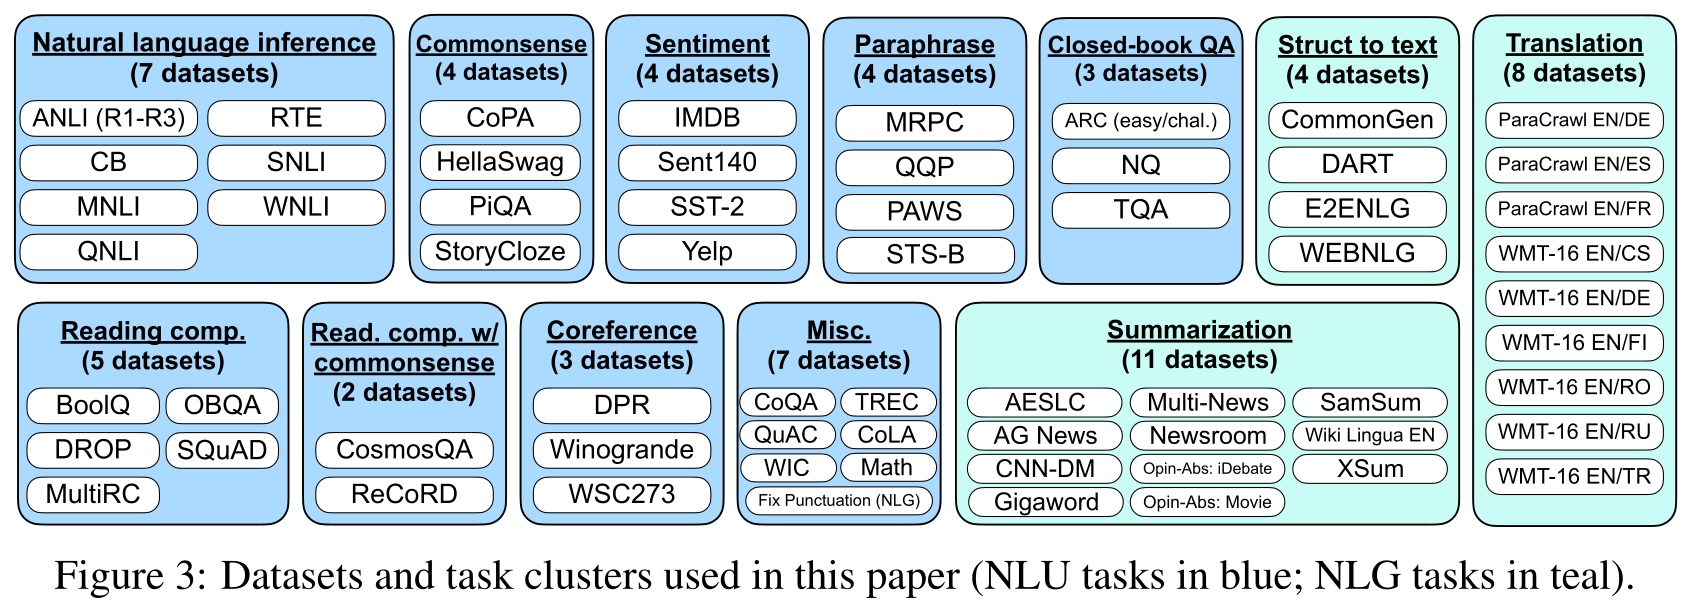 Natural language inference
(7 datasets)
ANLI (R1-R3)
RTE
CB
SNLI
MNLI
WNLI
QNLI
Commonsense
(4 datasets)
CoPA
HellaSwag
PiQA
StoryCloze
Sentiment
(4 datasets)
IMDB
Sent140
SST-2
Yelp
Paraphrase
(4 datasets)
MRPC
QQP
PAWS
STS-B
Closed-book QA
(3 datasets)
ARC (easy/chal.)
NQ
TQA
Struct to text
(4 datasets)
CommonGen
DART
E2ENLG
WEBNLG
Translation
(8 datasets)
ParaCrawl EN/DE
ParaCrawl EN/ES
ParaCrawl EN/FR
WMT-16 EN/CS
WMT-16 EN/DE
WMT-16 EN/FI
WMT-16 EN/RO
WMT-16 EN/RU
WMT-16 EN/TR
Reading comp.
(5 datasets)
BoolQ
OBQA
DROP
SQuAD
MultiRC
Read. comp. w/
commonsense
(2 datasets)
CosmosQA
ReCoRD
Coreference
(3 datasets)
DPR
Winogrande
WSC273
Misc.
(7 datasets)
CoQA
TREC
QuAC
CoLA
WIC
Math
Fix Punctuation (NLG)
Summarization
(11 datasets)
AESLC
Multi-News
SamSum
AG News
Newsroom
Wiki Lingua EN
CNN-DM
Opin-Abs: iDebate
XSum
Gigaword
Opin-Abs: Movie
Figure 3: Datasets and task clusters used in this paper (NLU tasks in blue; NLG tasks in teal).